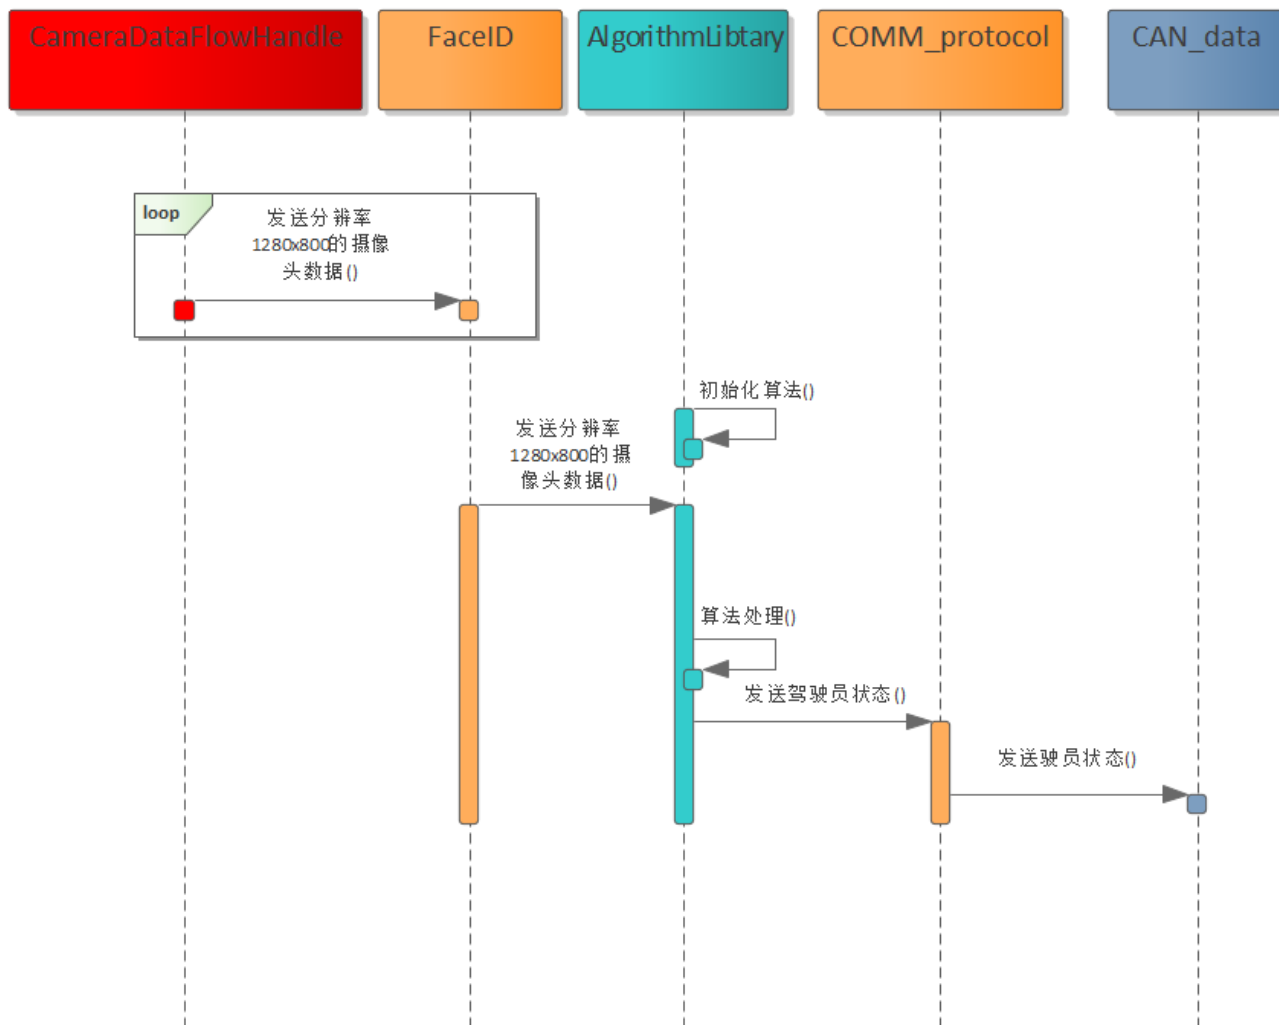 CameraDataFlowHandle
FaceID
AlgorithmLibtary
COMM_protocol
CAN_data
loop
发送分辨率
1280x800的摄像
头数据()
初始化算法()
发送分辨率
1280x800的摄
像头数据()
算法处理()
发送驾驶员状态()
发送驶员状态()